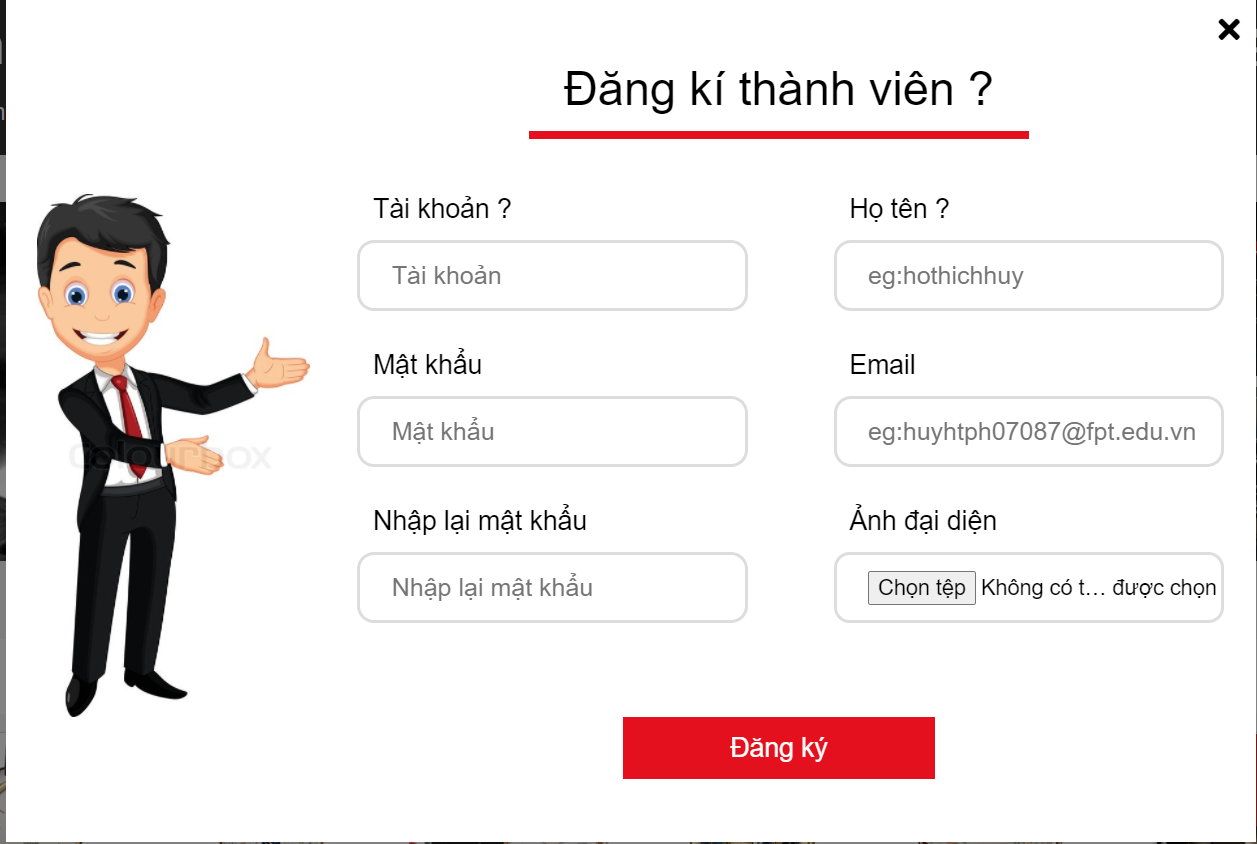 Đăng kí thành viên ?
Tài khoản ?
Họ tên ?
Tài khoản
eg:hothichhuy
Mật khẩu
Email
Mật khẩu
eg:huyhtph07087@fpt.edu.vn
Nhập lại mật khẩu
Ảnh đại diện
Nhập lại mật khẩu
Chọn tệp Không có t… được chọn
colourbox
Đăng ký